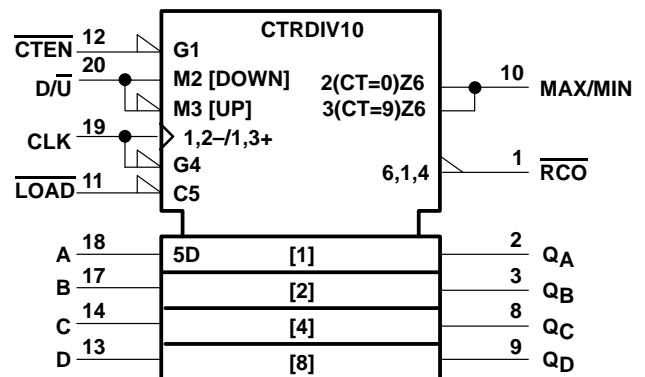 CTRDIV10
CTEN 12 G1
D/U 20 M2 [DOWN] 2(CT=0)Z6 10 MAX/MIN
M3 [UP] 3(CT=9)Z6
CLK 19 1,2–/1,3+
G4 6,1,4 1 RCO
LOAD 11 C5
A 18 5D [1] 2 QA
B 17 [2] 3 QB
C 14 [4] 8 QC
D 13 [8] 9 QD